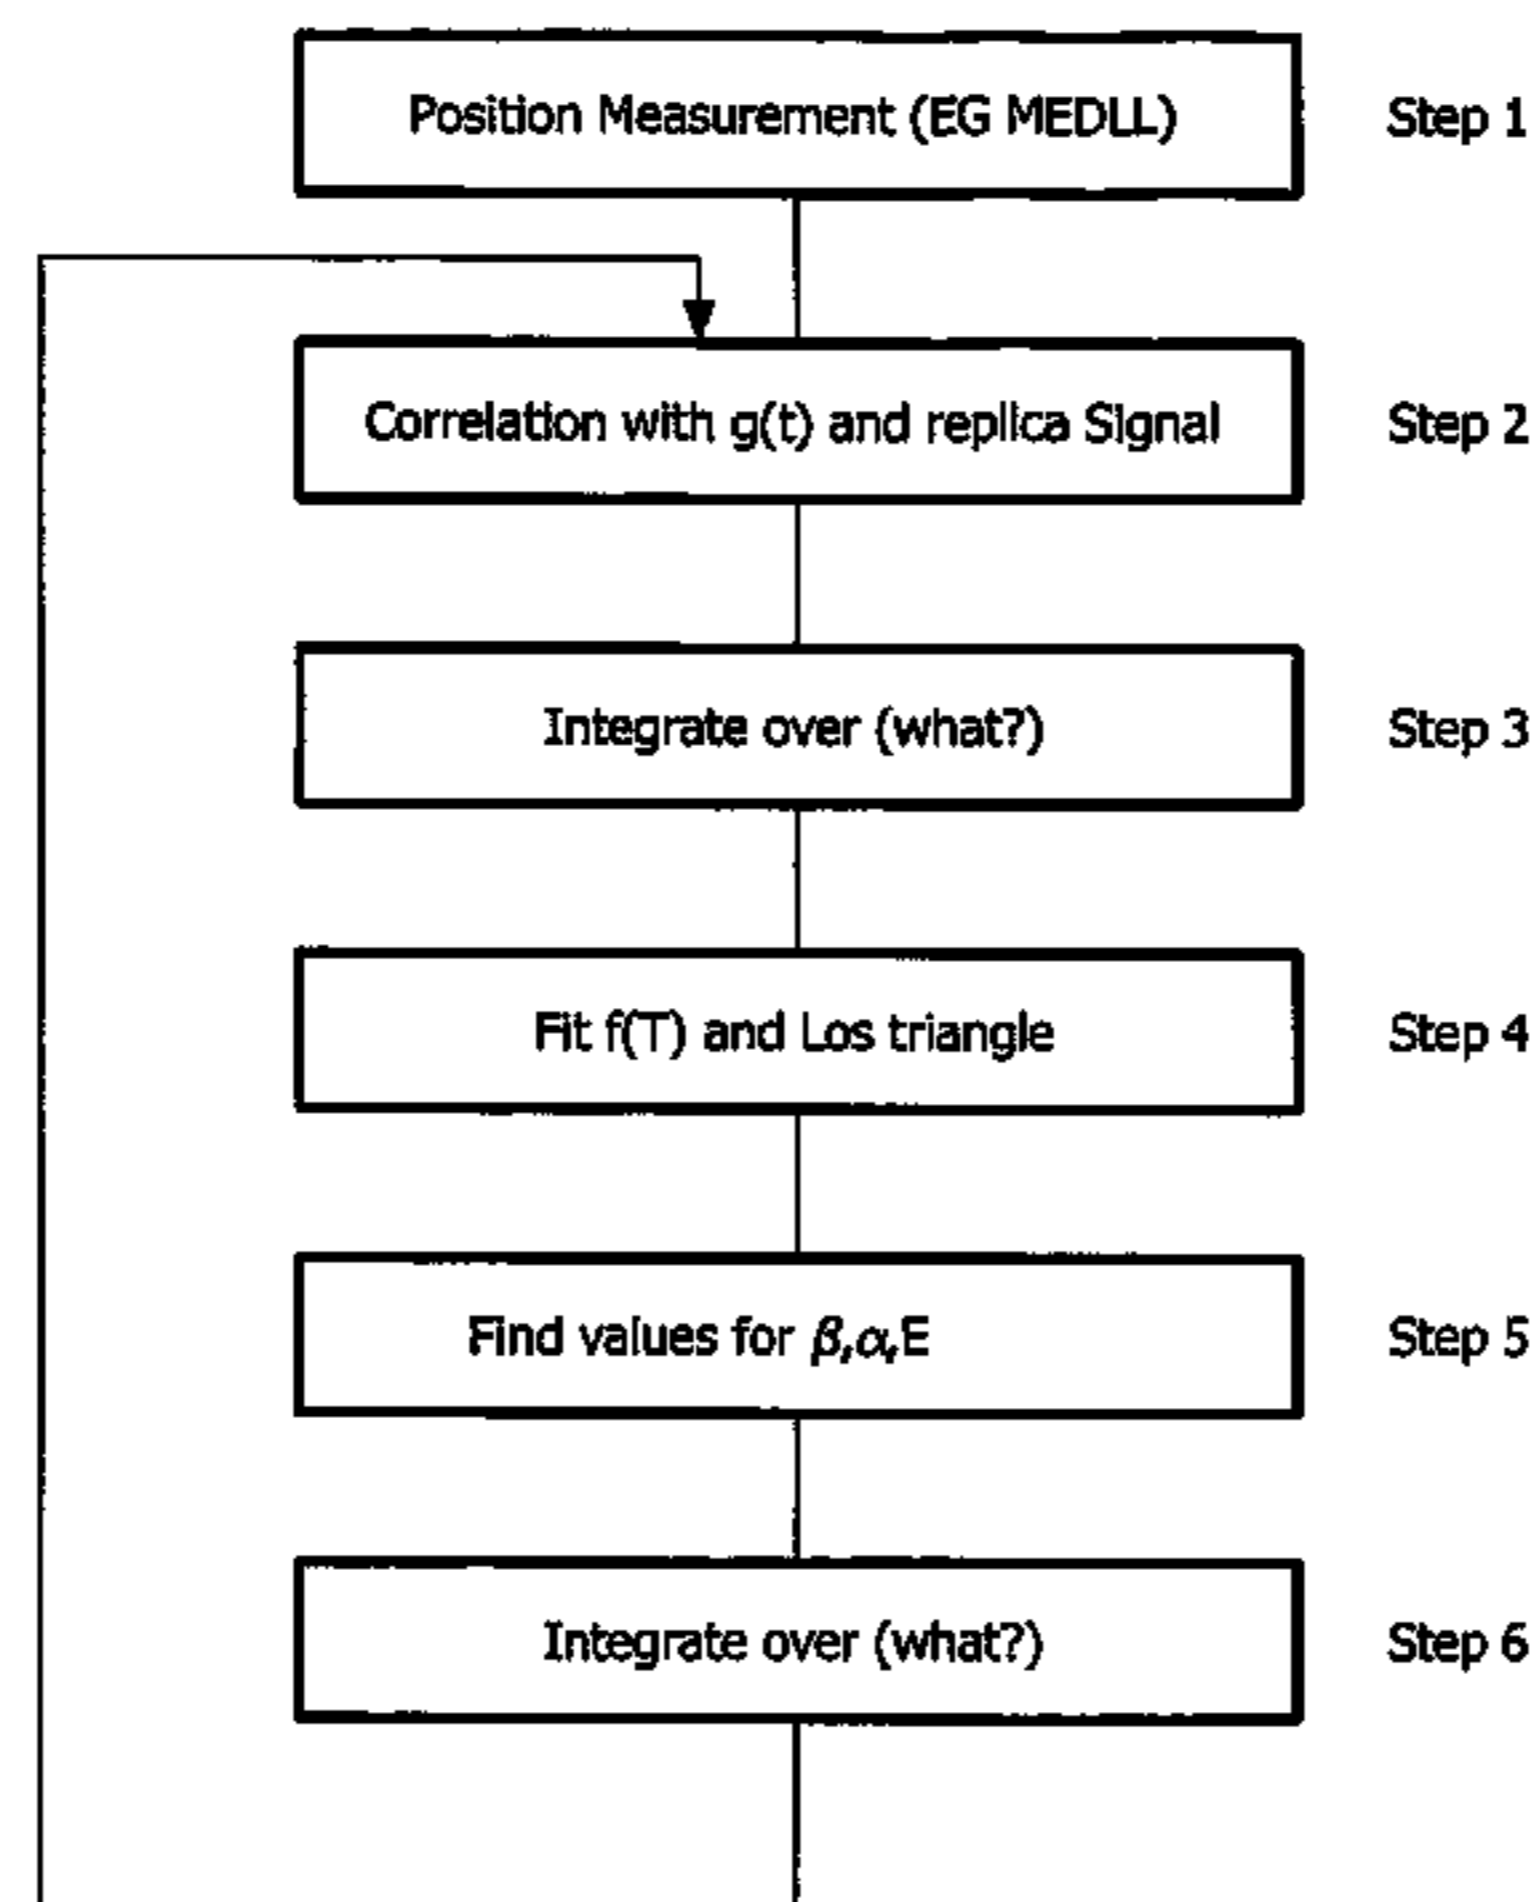 Position Measurement (EG MEDLL)
Step 1
Correlation with g(t) and replica Signal
Step 2
Integrate over (what?)
Step 3
Fit f(T) and Los triangle
Step 4
Find values for β,α,E
Step 5
Integrate over (what?)
Step 6